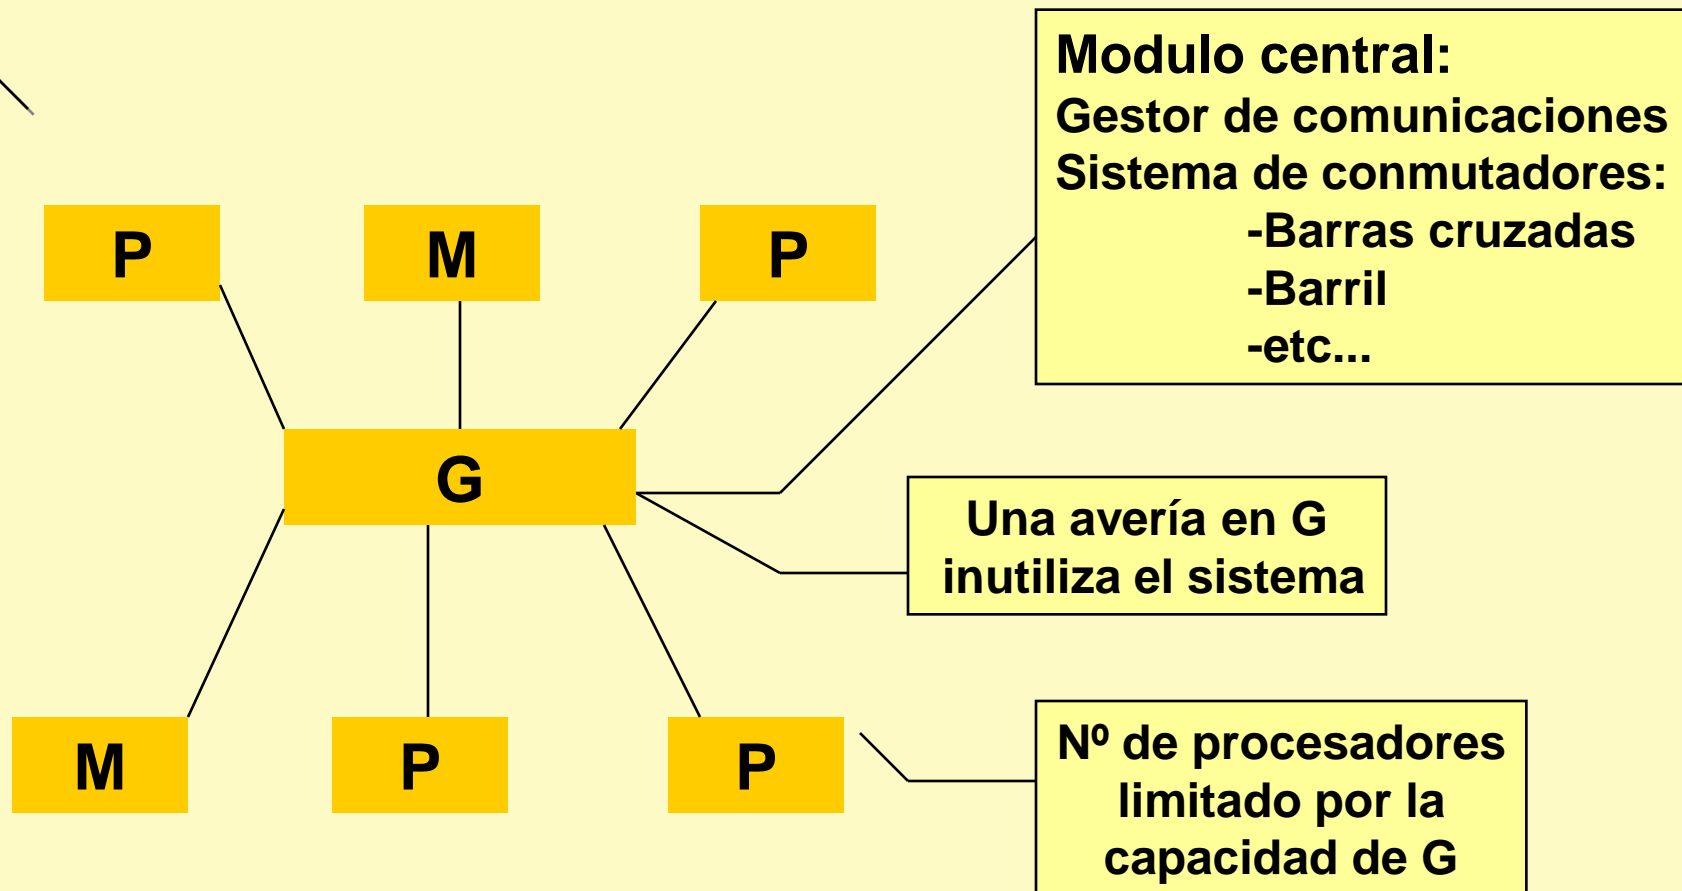 Modulo central:
Gestor de comunicaciones
Sistema de conmutadores:
-Barras cruzadas
-Barril
-etc...
P
M
P
G
Una avería en G
inutiliza el sistema
M
P
P
Nº de procesadores
limitado por la
capacidad de G